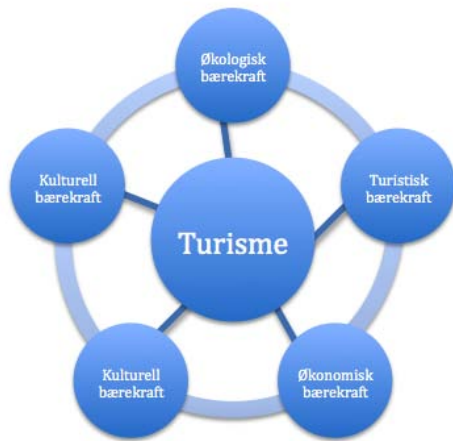 Økologisk
bærekraft
Kulturell
bærekraft
Turistisk
bærekraft
Turisme
Kulturell
bærekraft
Økonomisk
bærekraft